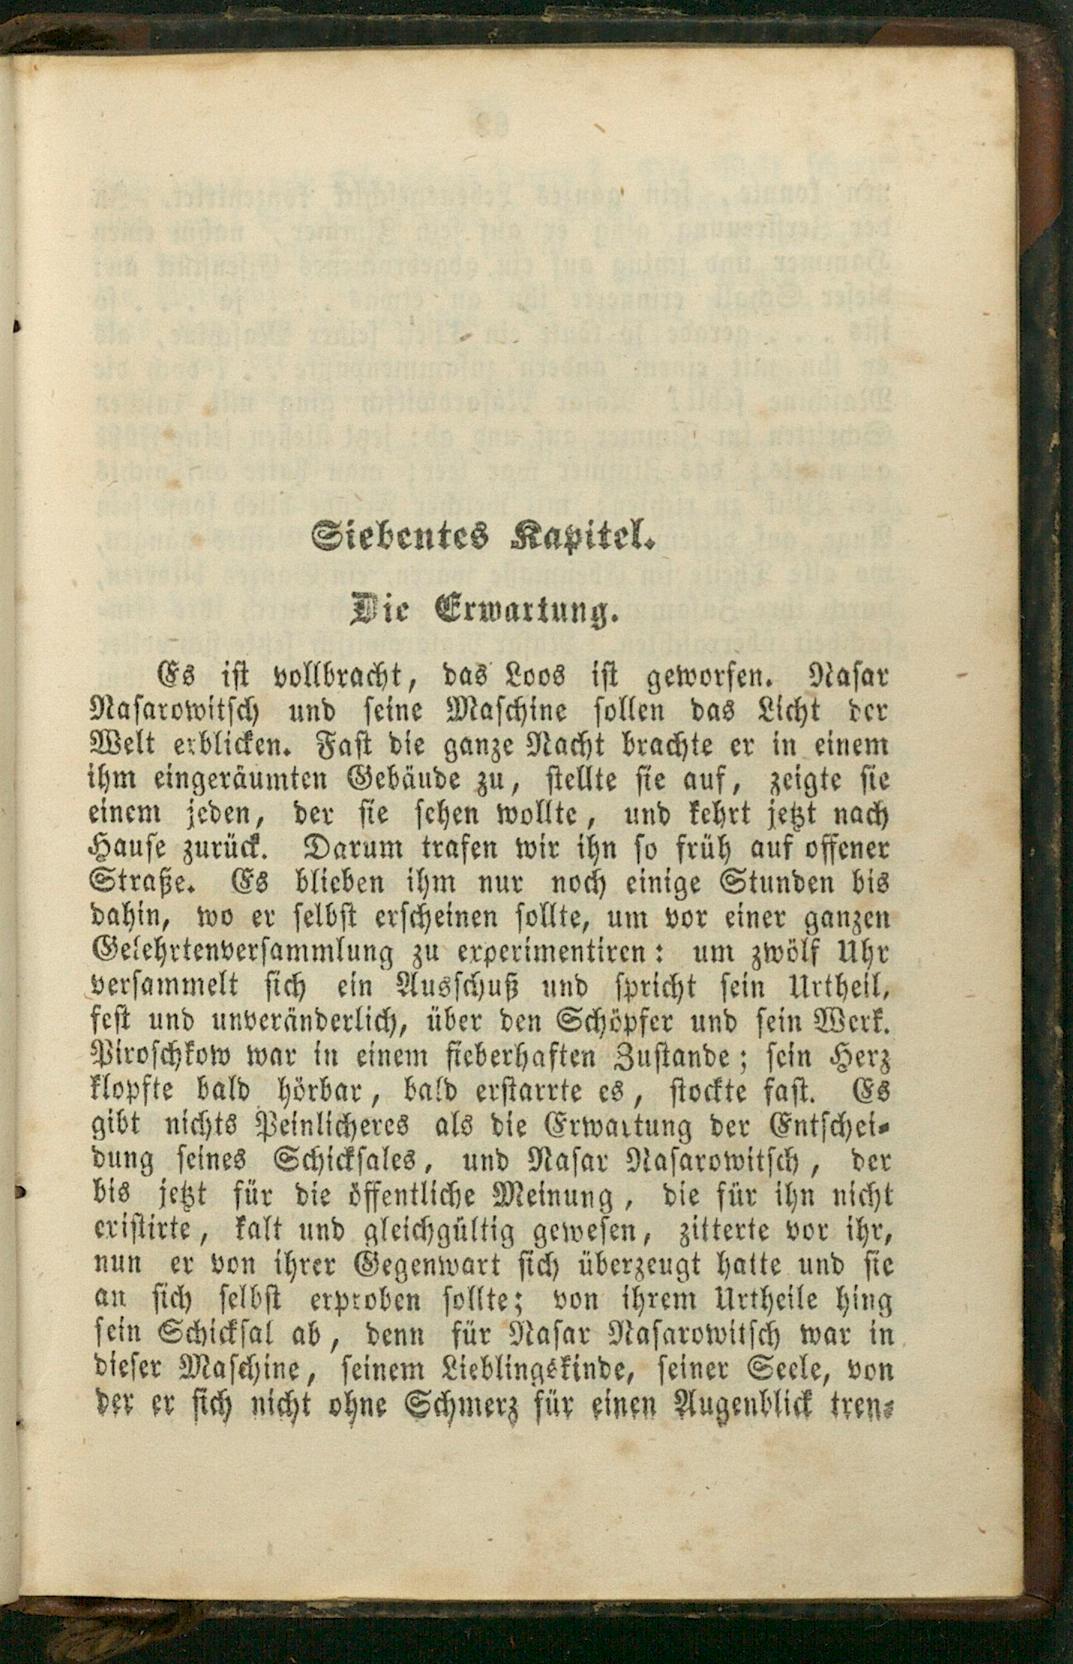 Siebentes Kapitel.
Die Erwartung.
Es ist vollbracht, das Loos ist geworfen. Nasar
Nasarowitsch und seine Maschine sollen das Licht der
Welt erblicken. Fast die ganze Nacht brachte er in einem
ihm eingeräumten Gebäude zu, stellte sie auf, zeigte sie
einem jeden, der sie sehen wollte, und kehrt jetzt nach
Hause zurück. Darum trafen wir ihn so früh auf offener
Straße. Es blieben ihm nur noch einige Stunden bis
dahin, wo er selbst erscheinen sollte, um vor einer ganzen
Gelehrtenversammlung zu experimentiren: um zwölf Uhr
versammelt sich ein Ausschuß und spricht sein Urtheil,
fest und unveränderlich, über den Schöpfer und sein Werk.
Piroschkow war in einem fieberhaften Zustande; sein Herz
klopfte bald hörbar, bald erstarrte es, stockte fast. Es
gibt nichts Peinlicheres als die Erwartung der Entschei-
dung seines Schicksales, und Nasar Nasarowitsch, der
bis jetzt für die öffentliche Meinung, die für ihn nicht
existirte, kalt und gleichgültig gewesen, zitterte vor ihr,
nun er von ihrer Gegenwart sich überzeugt hatte und sie
an sich selbst erproben sollte; von ihrem Urtheile hing
sein Schicksal ab, denn für Nasar Nasarowitsch war in
dieser Maschine, seinem Lieblingskinde, seiner Seele, von
der er sich nicht ohne Schmerz für einen Augenblick tren-